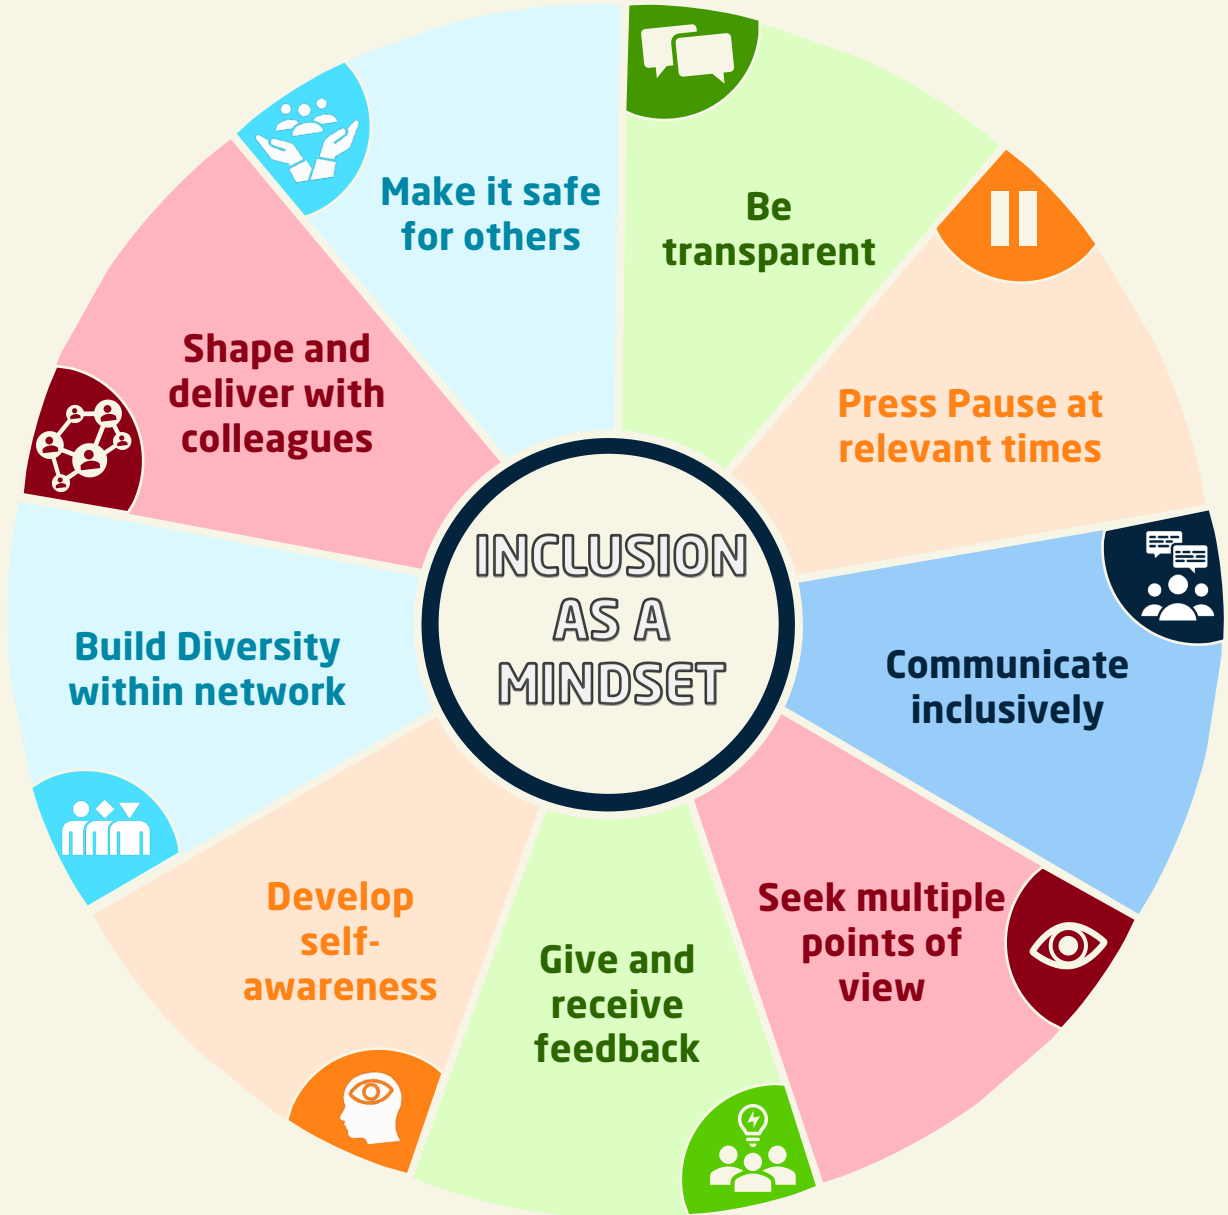 INCLUSION
AS A
MINDSET
Be
transparent
Press Pause at
relevant times
Communicate
inclusively
Seek multiple
points of
view
Give and
receive
feedback
Develop
self-
awareness
Build Diversity
within network
Shape and
deliver with
colleagues
Make it safe
for others